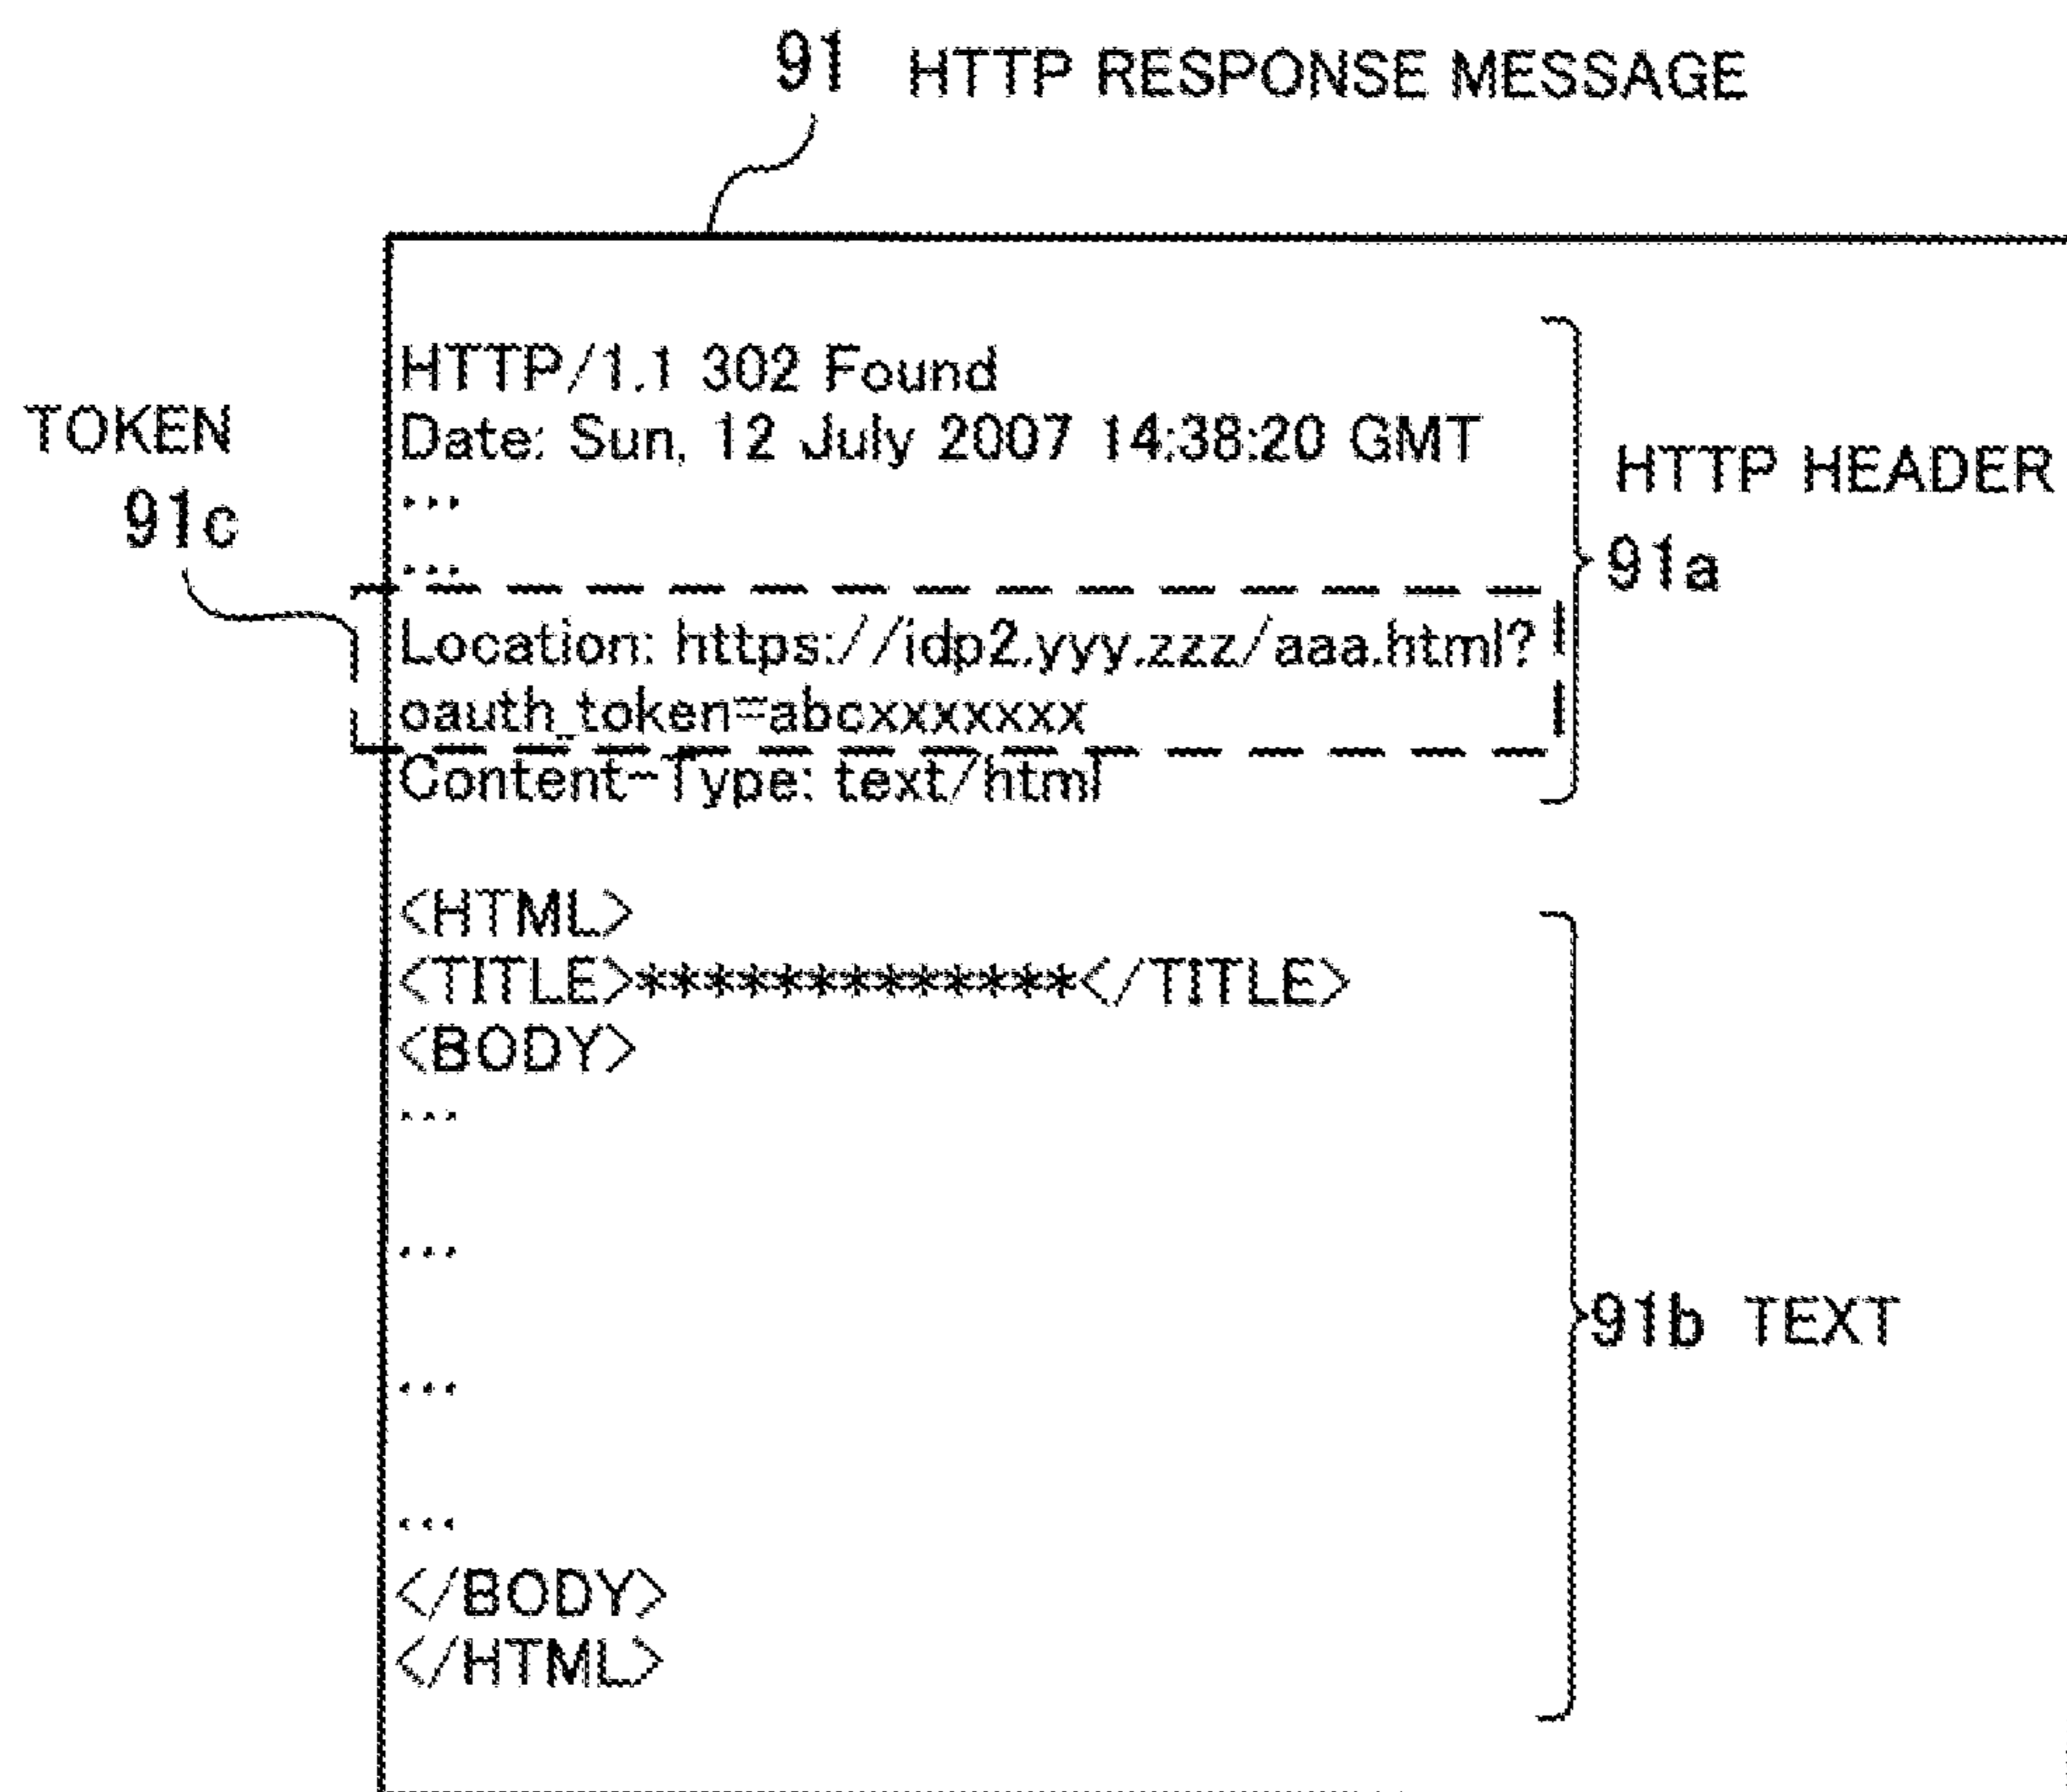 91 HTTP RESPONSE MESSAGE
HTTP/1.1 302 Found
Date: Sun, 12 July 2007 14:38:20 GMT
...
...
Location: https://idp2.yyy.zzz/aaa.html?
oauth_token=abcxxxxxxx
Content-Type: text/html
TOKEN
91c
HTTP HEADER
91a
<HTML>
<TITLE>*************</TITLE>
<BODY>
...
...
...
...
</BODY>
</HTML>
91b TEXT